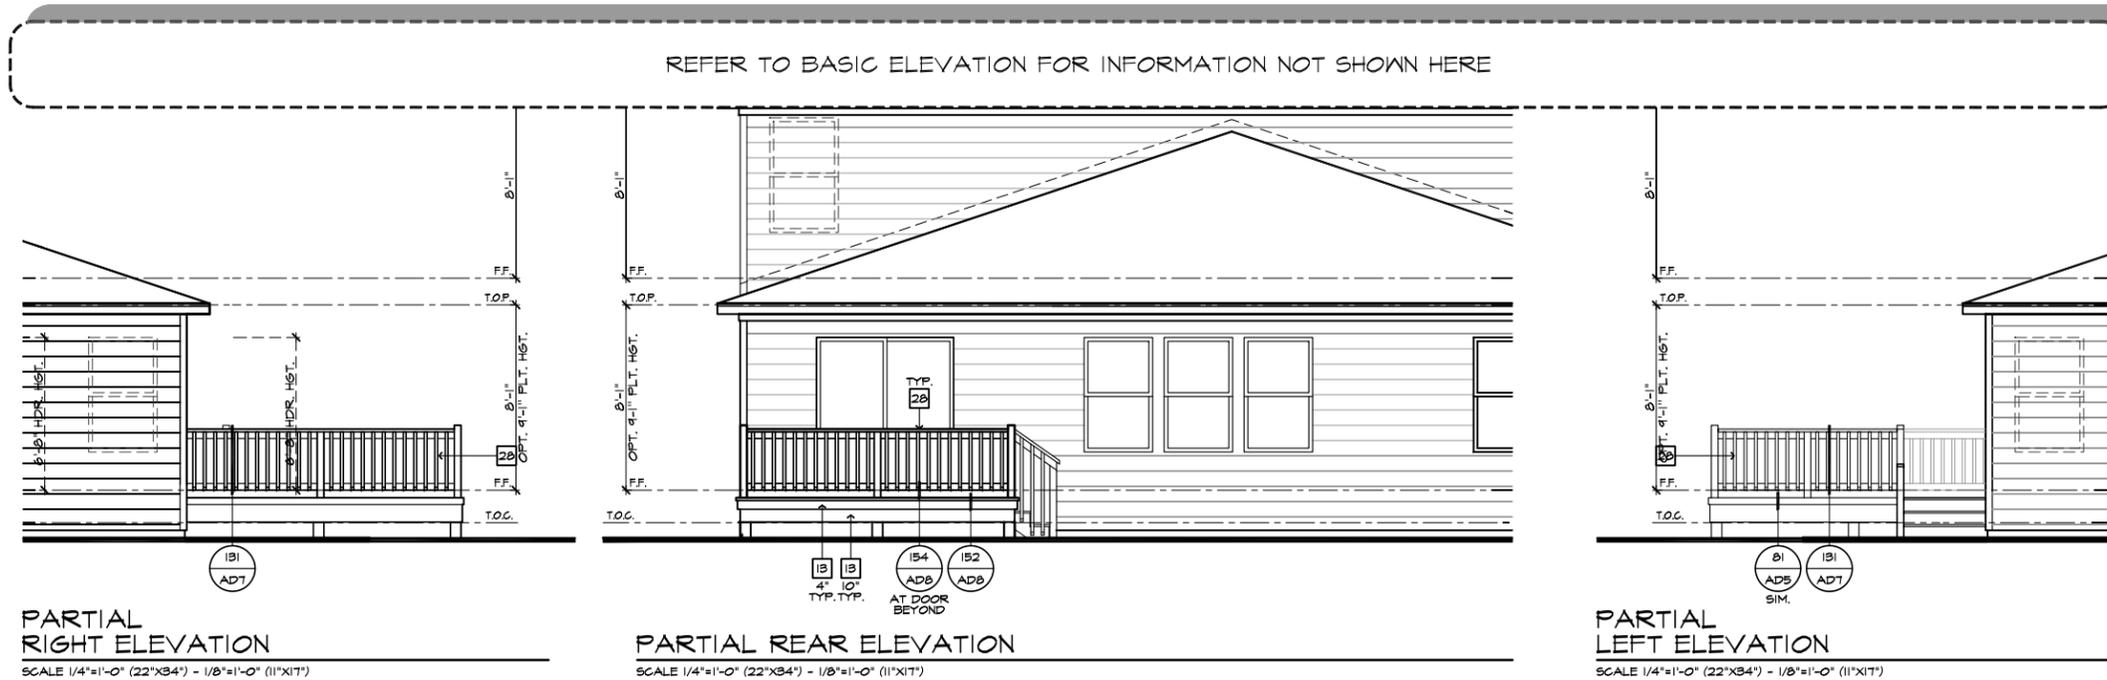 REFER TO BASIC ELEVATION FOR INFORMATION NOT SHOWN HERE
8'-1"
F.F.
T.O.P.
6'-8" HDR. HGT.
6'-8" HDR. HGT.
8'-1"
OPT. 9'-1" PLT. HGT.
28
F.F.
T.O.C.
131
AD7
PARTIAL
RIGHT ELEVATION
SCALE 1/4"=1'-0" (22"X34") - 1/8"=1'-0" (11"X17")
8'-1"
F.F.
T.O.P.
8'-1"
OPT. 9'-1" PLT. HGT.
TYP.
28
F.F.
T.O.C.
13
4"
TYP.
13
10"
TYP.
154
AD8
AT DOOR
BEYOND
152
AD8
PARTIAL REAR ELEVATION
SCALE 1/4"=1'-0" (22"X34") - 1/8"=1'-0" (11"X17")
8'-1"
F.F.
T.O.P.
8'-1"
OPT. 9'-1" PLT. HGT.
F.F.
T.O.C.
81
AD5
SIM.
131
AD7
PARTIAL
LEFT ELEVATION
SCALE 1/4"=1'-0" (22"X34") - 1/8"=1'-0" (11"X17")